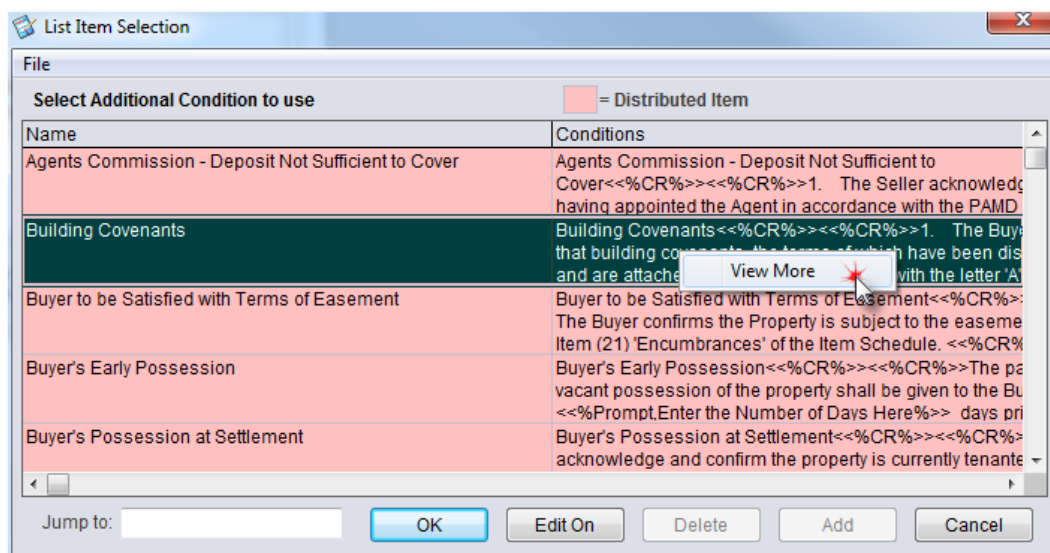 List Item Selection
x
File
Select Additional Condition to use
= Distributed Item
Name
Conditions
Agents Commission - Deposit Not Sufficient to Cover
Agents Commission - Deposit Not Sufficient to
Cover<<%CR%>><<%CR%>>1. The Seller acknowledg
having appointed the Agent in accordance with the PAMD
Building Covenants
Building Covenants<<%CR%>><<%CR%>>1. The Buye
that building covenants, the terms of which have been dis
and are attache with the letter 'A'
View More
Buyer to be Satisfied with Terms of Easement
Buyer to be Satisfied with Terms of Easement<<%CR%>>
The Buyer confirms the Property is subject to the easeme
Item (21) 'Encumbrances' of the Item Schedule. <<%CR%
Buyer's Early Possession
Buyer's Early Possession<<%CR%>><<%CR%>>The pa
vacant possession of the property shall be given to the Bu
<<%Prompt,Enter the Number of Days Here%>> days pri
Buyer's Possession at Settlement
Buyer's Possession at Settlement<<%CR%>><<%CR%>
acknowledge and confirm the property is currently tenante
Jump to:
OK
Edit On
Delete
Add
Cancel